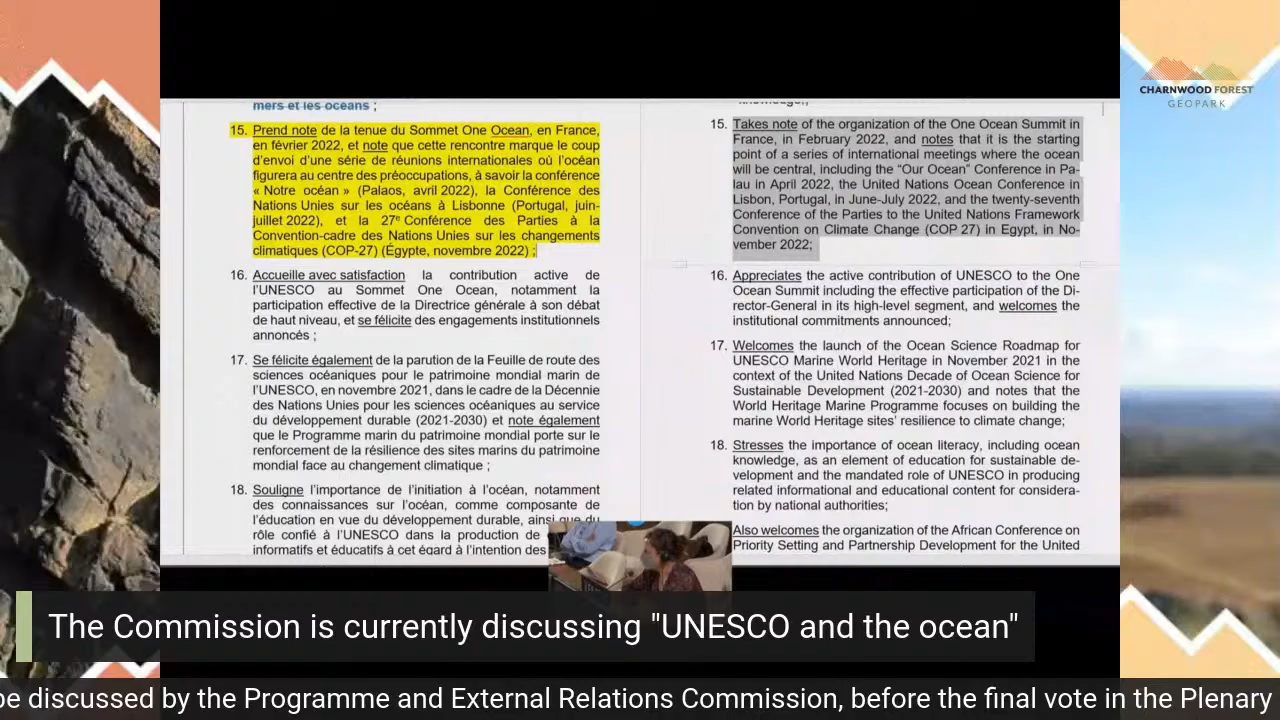 mers et les océans ;
15. Prend note de la tenue du Sommet One Ocean, en France,
en février 2022, et note que cette rencontre marque le coup
d'envoi d'une série de réunions internationales où l'océan
figurera au centre des préoccupations, à savoir la conférence
« Notre océan » (Palaos, avril 2022), la Conférence des
Nations Unies sur les océans à Lisbonne (Portugal, juin-
juillet 2022), et la 27e Conférence des Parties à la
Convention-cadre des Nations Unies sur les changements
climatiques (COP-27) (Égypte, novembre 2022) ;
16. Accueille avec satisfaction la contribution active de
l'UNESCO au Sommet One Ocean, notamment la
participation effective de la Directrice générale à son débat
de haut niveau, et se félicite des engagements institutionnels
annoncés ;
17. Se félicite également de la parution de la Feuille de route des
sciences océaniques pour le patrimoine mondial marin de
l'UNESCO, en novembre 2021, dans le cadre de la Décennie
des Nations Unies pour les sciences océaniques au service
du développement durable (2021-2030) et note également
que le Programme marin du patrimoine mondial porte sur le
renforcement de la résilience des sites marins du patrimoine
mondial face au changement climatique ;
18. Souligne l'importance de l'initiation à l'océan, notamment
des connaissances sur l'océan, comme composante de
l'éducation en vue du développement durable, ainsi que du
rôle confié à l'UNESCO dans la production de
informatifs et éducatifs à cet égard à l'intention des
knowledge;;
15. Takes note of the organization of the One Ocean Summit in
France, in February 2022, and notes that it is the starting
point of a series of international meetings where the ocean
will be central, including the “Our Ocean” Conference in Pa-
lau in April 2022, the United Nations Ocean Conference in
Lisbon, Portugal, in June-July 2022, and the twenty-seventh
Conference of the Parties to the United Nations Framework
Convention on Climate Change (COP 27) in Egypt, in No-
vember 2022;
16. Appreciates the active contribution of UNESCO to the One
Ocean Summit including the effective participation of the Di-
rector-General in its high-level segment, and welcomes the
institutional commitments announced;
17. Welcomes the launch of the Ocean Science Roadmap for
UNESCO Marine World Heritage in November 2021 in the
context of the United Nations Decade of Ocean Science for
Sustainable Development (2021-2030) and notes that the
World Heritage Marine Programme focuses on building the
marine World Heritage sites' resilience to climate change;
18. Stresses the importance of ocean literacy, including ocean
knowledge, as an element of education for sustainable de-
velopment and the mandated role of UNESCO in producing
related informational and educational content for considera-
tion by national authorities;
Also welcomes the organization of the African Conference on
Priority Setting and Partnership Development for the United
CHARNWOOD FOREST
GEOPARK
The Commission is currently discussing "UNESCO and the ocean"
be discussed by the Programme and External Relations Commission, before the final vote in the Plenary